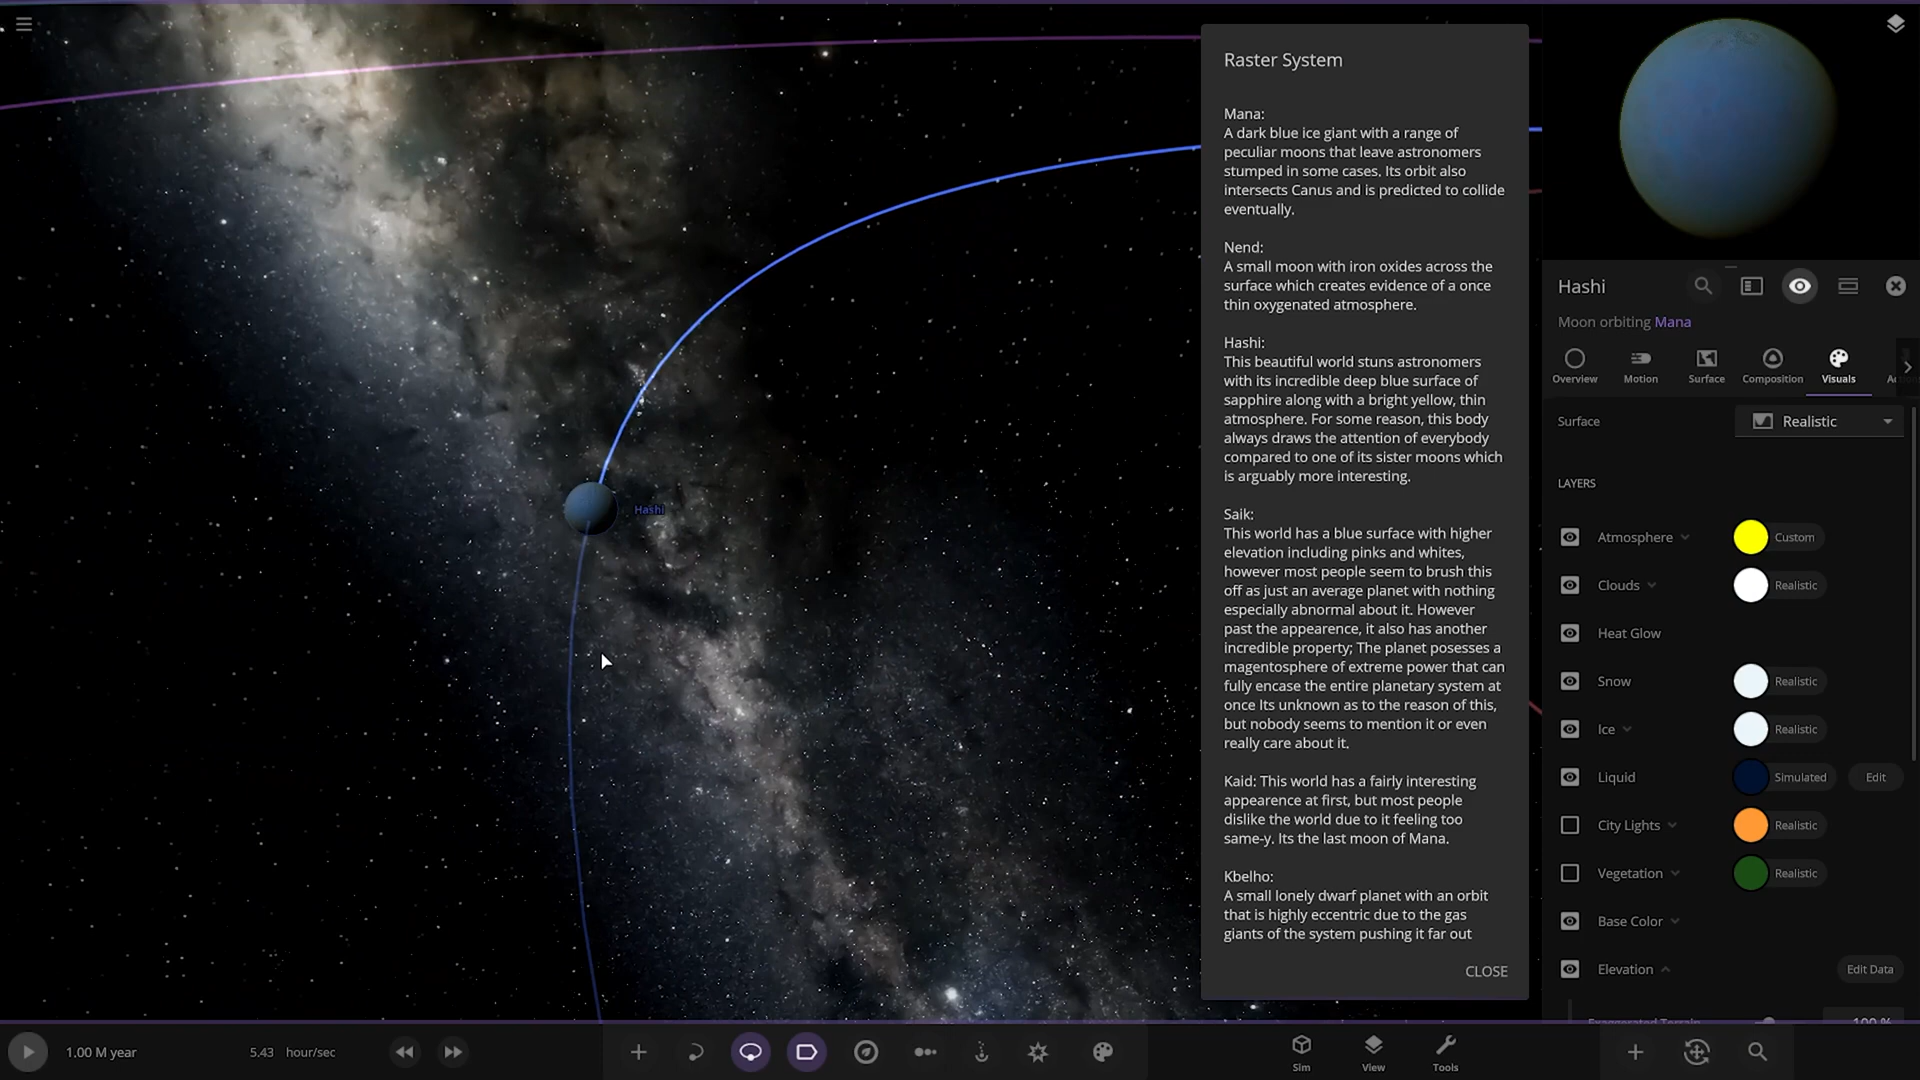 Raster System
Mana:
A dark blue ice giant with a range of
peculiar moons that leave astronomers
stumped in some cases. Its orbit also
intersects Canus and is predicted to collide
eventually.
Nend:
A small moon with iron oxides across the
surface which creates evidence of a once
thin oxygenated atmosphere.
Hashi:
This beautiful world stuns astronomers
with its incredible deep blue surface of
sapphire along with a bright yellow, thin
atmosphere. For some reason, this body
always draws the attention of everybody
compared to one of its sister moons which
is arguably more interesting.
Saik:
This world has a blue surface with higher
elevation including pinks and whites,
however most people seem to brush this
off as just an average planet with nothing
especially abnormal about it. However
past the appearence, it also has another
incredible property; The planet posesses a
magentosphere of extreme power that can
fully encase the entire planetary system at
once Its unknown as to the reason of this,
but nobody seems to mention it or even
really care about it.
Kaid: This world has a fairly interesting
appearence at first, but most people
dislike the world due to it feeling too
same-y. Its the last moon of Mana.
Kbelho:
A small lonely dwarf planet with an orbit
that is highly eccentric due to the gas
giants of the system pushing it far out
CLOSE
Hashi
Hashi
Moon orbiting Mana
Overview Motion Surface Composition Visuals
Surface Realistic
LAYERS
Atmosphere Custom
Clouds Realistic
Heat Glow
Snow Realistic
Ice Realistic
Liquid Simulated Edit
City Lights Realistic
Vegetation Realistic
Base Color
Elevation Edit Data
Exaggerated Terrain 100 %
1.00 M year 5.43 hour/sec
Sim View Tools